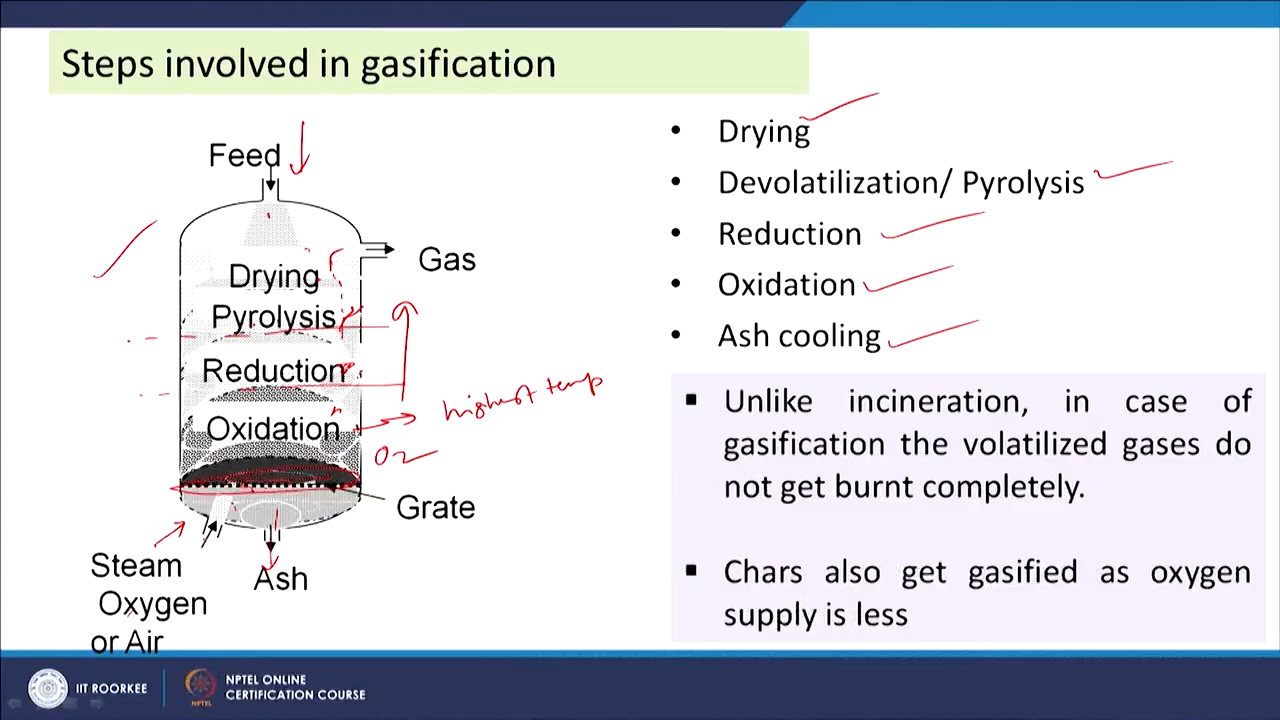 Steps involved in gasification
Feed
Gas
Drying
Pyrolysis
Reduction
Oxidation
highest temp
O2
Grate
Steam
Oxygen
or Air
Ash
• Drying
• Devolatilization/ Pyrolysis
• Reduction
• Oxidation
• Ash cooling
▪ Unlike incineration, in case of
gasification the volatilized gases do
not get burnt completely.
▪ Chars also get gasified as oxygen
supply is less
IIT ROORKEE
NPTEL
NPTEL ONLINE
CERTIFICATION COURSE